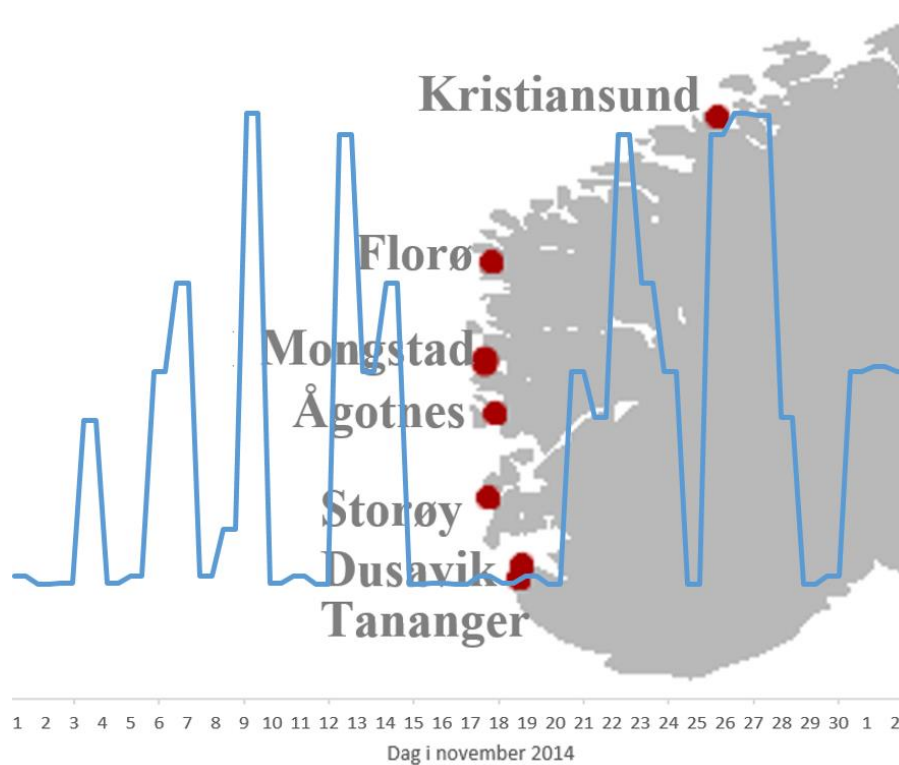 Kristiansund
Florø
Mongstad
Ågotnes
Storøy
Dusavik
Tananger
1 2 3 4 5 6 7 8 9 10 11 12 13 14 15 16 17 18 19 20 21 22 23 24 25 26 27 28 29 30 1 2
Dag i november 2014